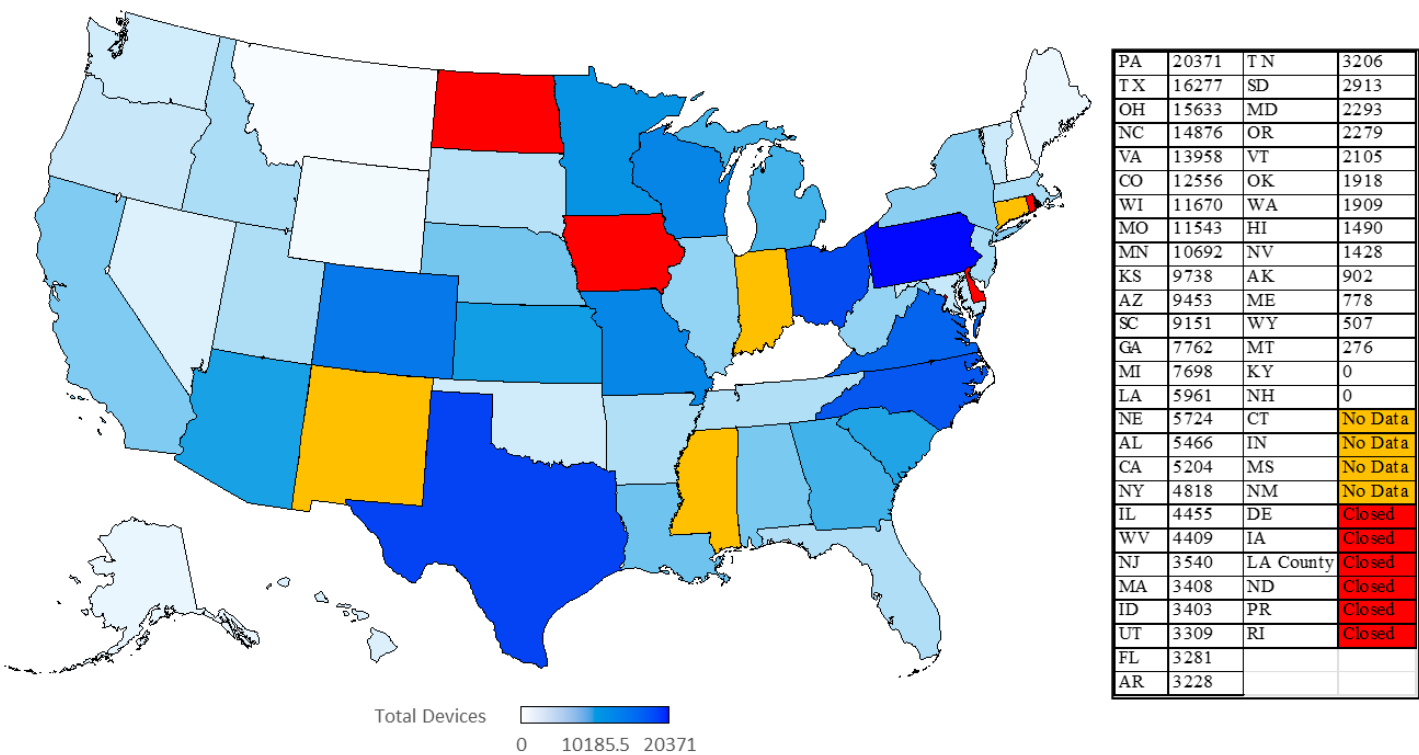 PA 20371 TN 3206
TX 16277 SD 2913
OH 15633 MD 2293
NC 14876 OR 2279
VA 13958 VT 2105
CO 12556 OK 1918
WI 11670 WA 1909
MO 11543 HI 1490
MN 10692 NV 1428
KS 9738 AK 902
AZ 9453 ME 778
SC 9151 WY 507
GA 7762 MT 276
MI 7698 KY 0
LA 5961 NH 0
NE 5724 CT No Data
AL 5466 IN No Data
CA 5204 MS No Data
NY 4818 NM No Data
IL 4455 DE Closed
WV 4409 IA Closed
NJ 3540 LA County Closed
MA 3408 ND Closed
ID 3403 PR Closed
UT 3309 RI Closed
FL 3281
AR 3228
Total Devices
0 10185.5 20371